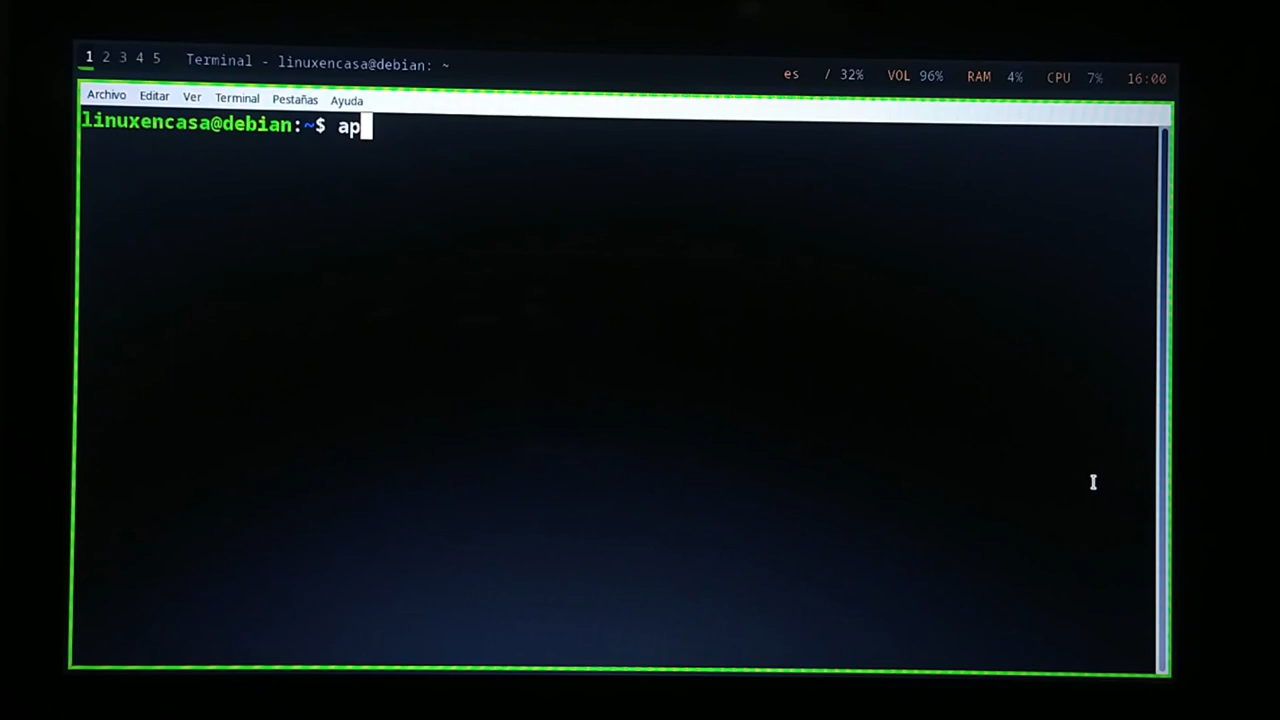 1 2 3 4 5 Terminal - linuxencasa@debian: ~ es / 32% VOL 96% RAM 4% CPU 7% 16:00
Archivo Editar Ver Terminal Pestañas Ayuda
linuxencasa@debian:~$ ap